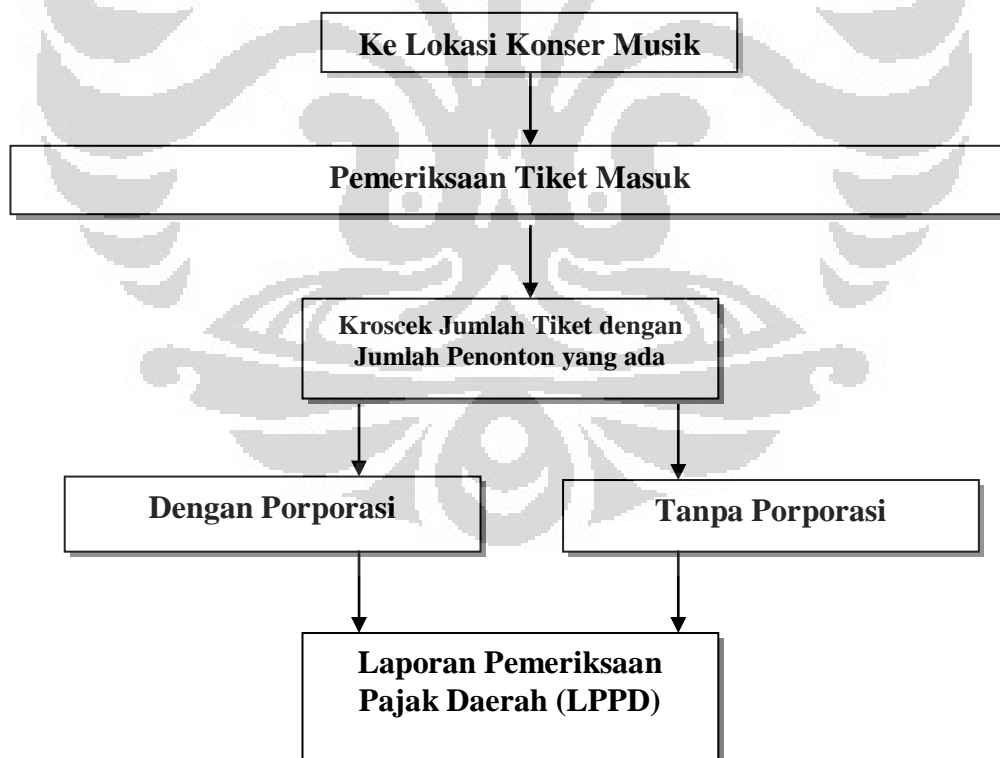 Ke Lokasi Konser Musik
Pemeriksaan Tiket Masuk
Kroscek Jumlah Tiket dengan
Jumlah Penonton yang ada
Dengan Porporasi
Tanpa Porporasi
Laporan Pemeriksaan
Pajak Daerah (LPPD)